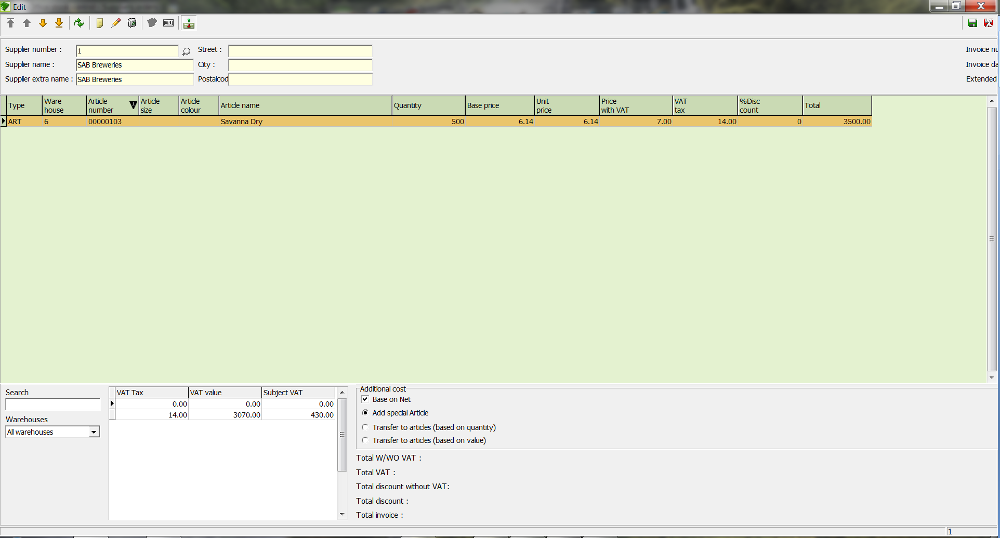 Edit
Supplier number :
1
Street :
Invoice nu
Supplier name :
SAB Breweries
City :
Invoice da
Supplier extra name :
SAB Breweries
Postalcod
Extended
Type
Ware
house
Article
number
1
Article
size
Article
colour
Article name
Quantity
Base price
Unit
price
Price
with VAT
VAT
tax
%Disc
count
Total
ART 6 00000103 Savanna Dry 500 6.14 6.14 7.00 14.00 0 3500.00
Search
Warehouses
All warehouses
VAT Tax VAT value Subject VAT
0.00 0.00 0.00
14.00 3070.00 430.00
Additional cost
Base on Net
Add special Article
Transfer to articles (based on quantity)
Transfer to articles (based on value)
Total W/WO VAT :
Total VAT :
Total discount without VAT:
Total discount :
Total invoice :
1